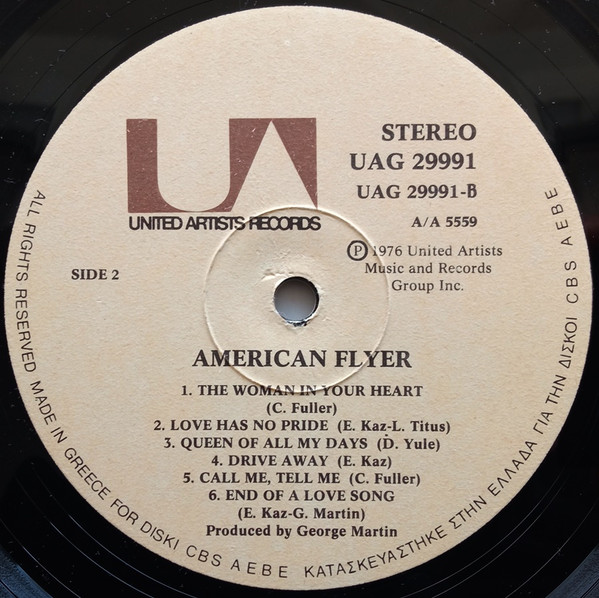 UA
UNITED ARTISTS RECORDS
STEREO
UAG 29991
UAG 29991-B
A/A 5559
SIDE 2
Ⓟ 1976 United Artists
Music and Records
Group Inc.
AMERICAN FLYER
1. THE WOMAN IN YOUR HEART
(C. Fuller)
2. LOVE HAS NO PRIDE (E. Kaz-L. Titus)
3. QUEEN OF ALL MY DAYS (D. Yule)
4. DRIVE AWAY (E. Kaz)
5. CALL ME, TELL ME (C. Fuller)
6. END OF A LOVE SONG
(E. Kaz-G. Martin)
Produced by George Martin
ALL RIGHTS RESERVED MADE IN GREECE FOR DISKI CBS AEBE ΚΑΤΑΣΚΕΥΑΣΤΗΚΕ ΣΤΗΝ ΕΛΛΑΔΑ ΓΙΑ ΤΗΝ ΔΙΣΚΟΙ CBS AEBE